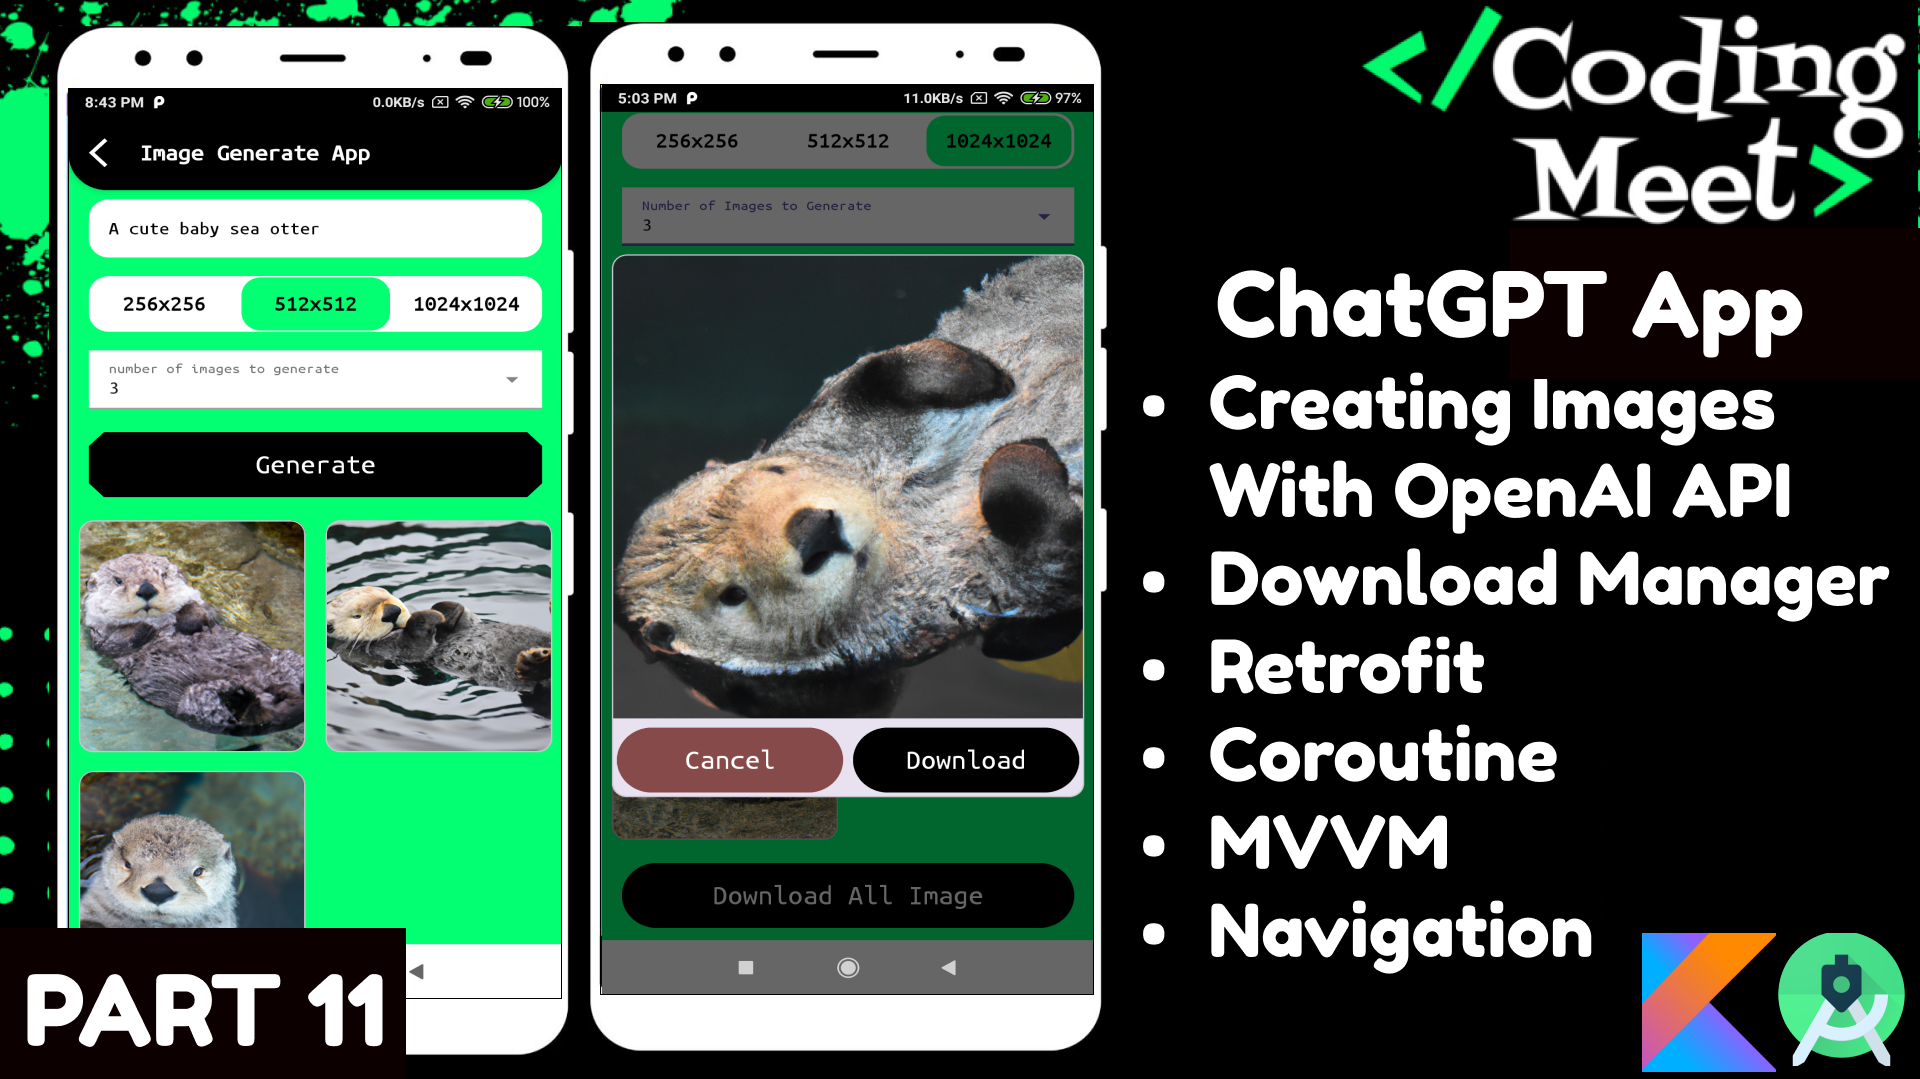 8:43 PM
0.0KB/s
100%
Image Generate App
A cute baby sea otter
256x256
512x512
1024x1024
number of images to generate
3
Generate
PART 11
5:03 PM
11.0KB/s
97%
256x256
512x512
1024x1024
Number of Images to Generate
3
Cancel
Download
Download All Image
</Coding
Meet>
ChatGPT App
• Creating Images
With OpenAI API
• Download Manager
• Retrofit
• Coroutine
• MVVM
• Navigation